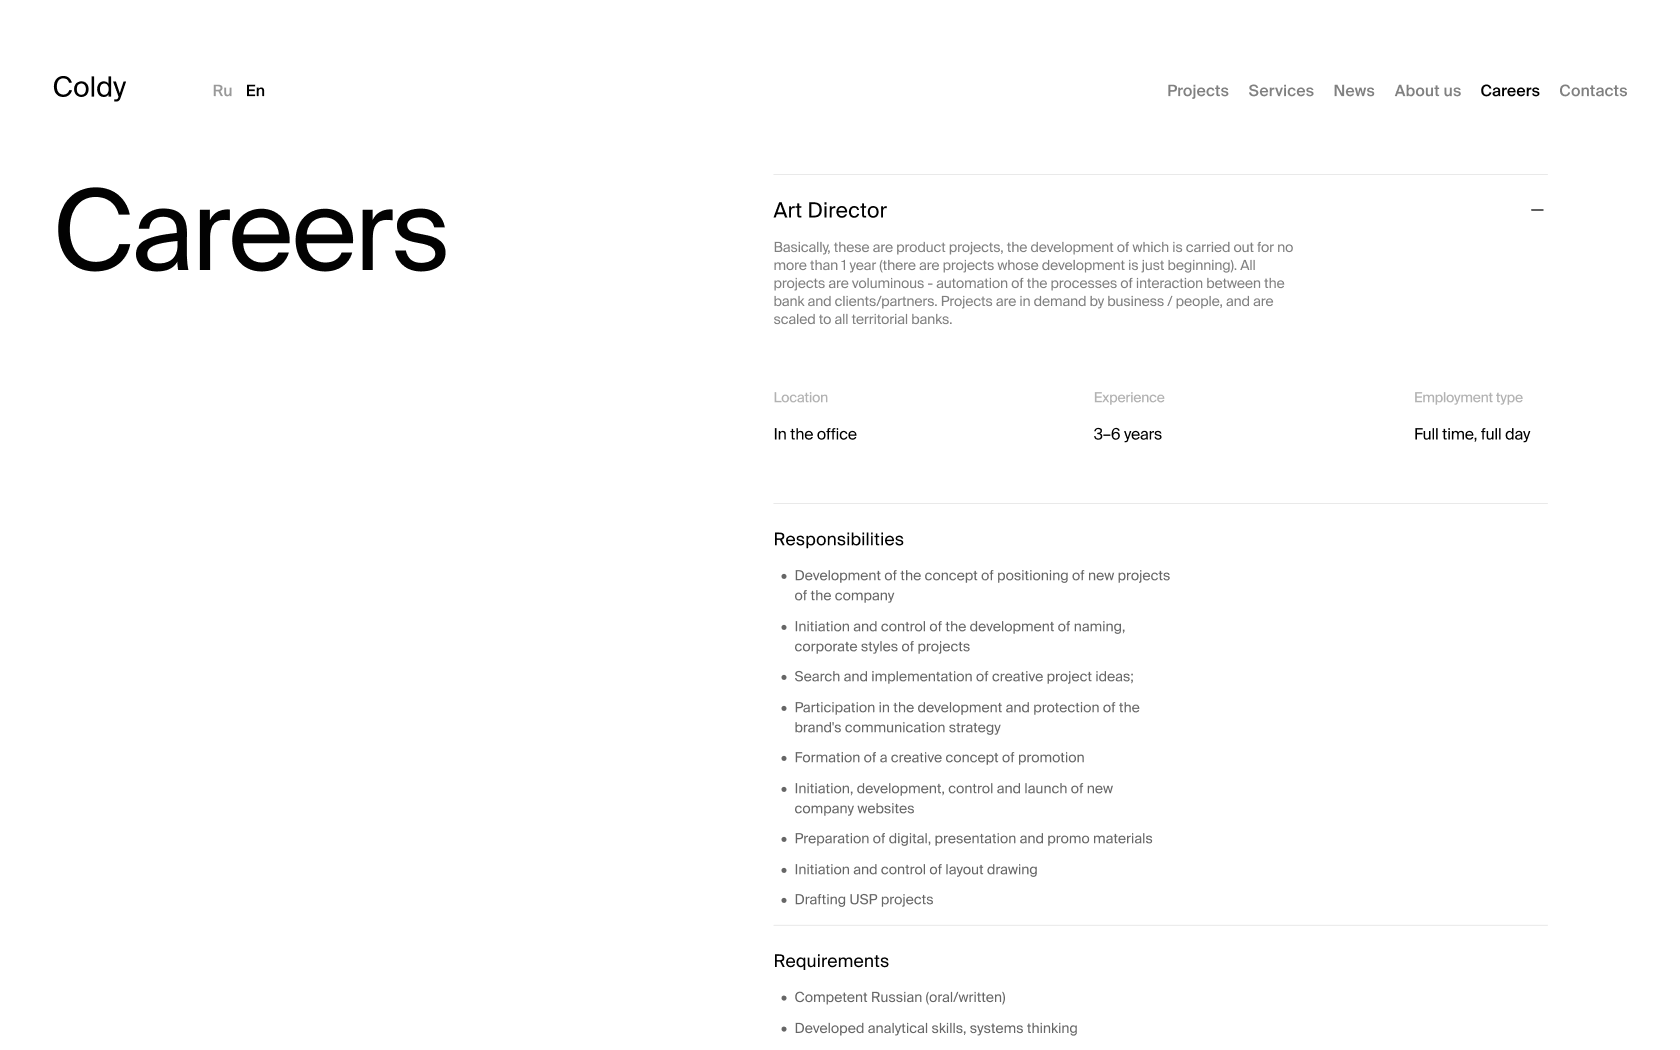 Coldy
Ru En
Projects Services News About us Careers Contacts
Careers
Art Director
Basically, these are product projects, the development of which is carried out for no
more than 1 year (there are projects whose development is just beginning). All
projects are voluminous - automation of the processes of interaction between the
bank and clients/partners. Projects are in demand by business / people, and are
scaled to all territorial banks.
Location Experience Employment type
In the office 3–6 years Full time, full day
Responsibilities
• Development of the concept of positioning of new projects
of the company
• Initiation and control of the development of naming,
corporate styles of projects
• Search and implementation of creative project ideas;
• Participation in the development and protection of the
brand's communication strategy
• Formation of a creative concept of promotion
• Initiation, development, control and launch of new
company websites
• Preparation of digital, presentation and promo materials
• Initiation and control of layout drawing
• Drafting USP projects
Requirements
• Competent Russian (oral/written)
• Developed analytical skills, systems thinking